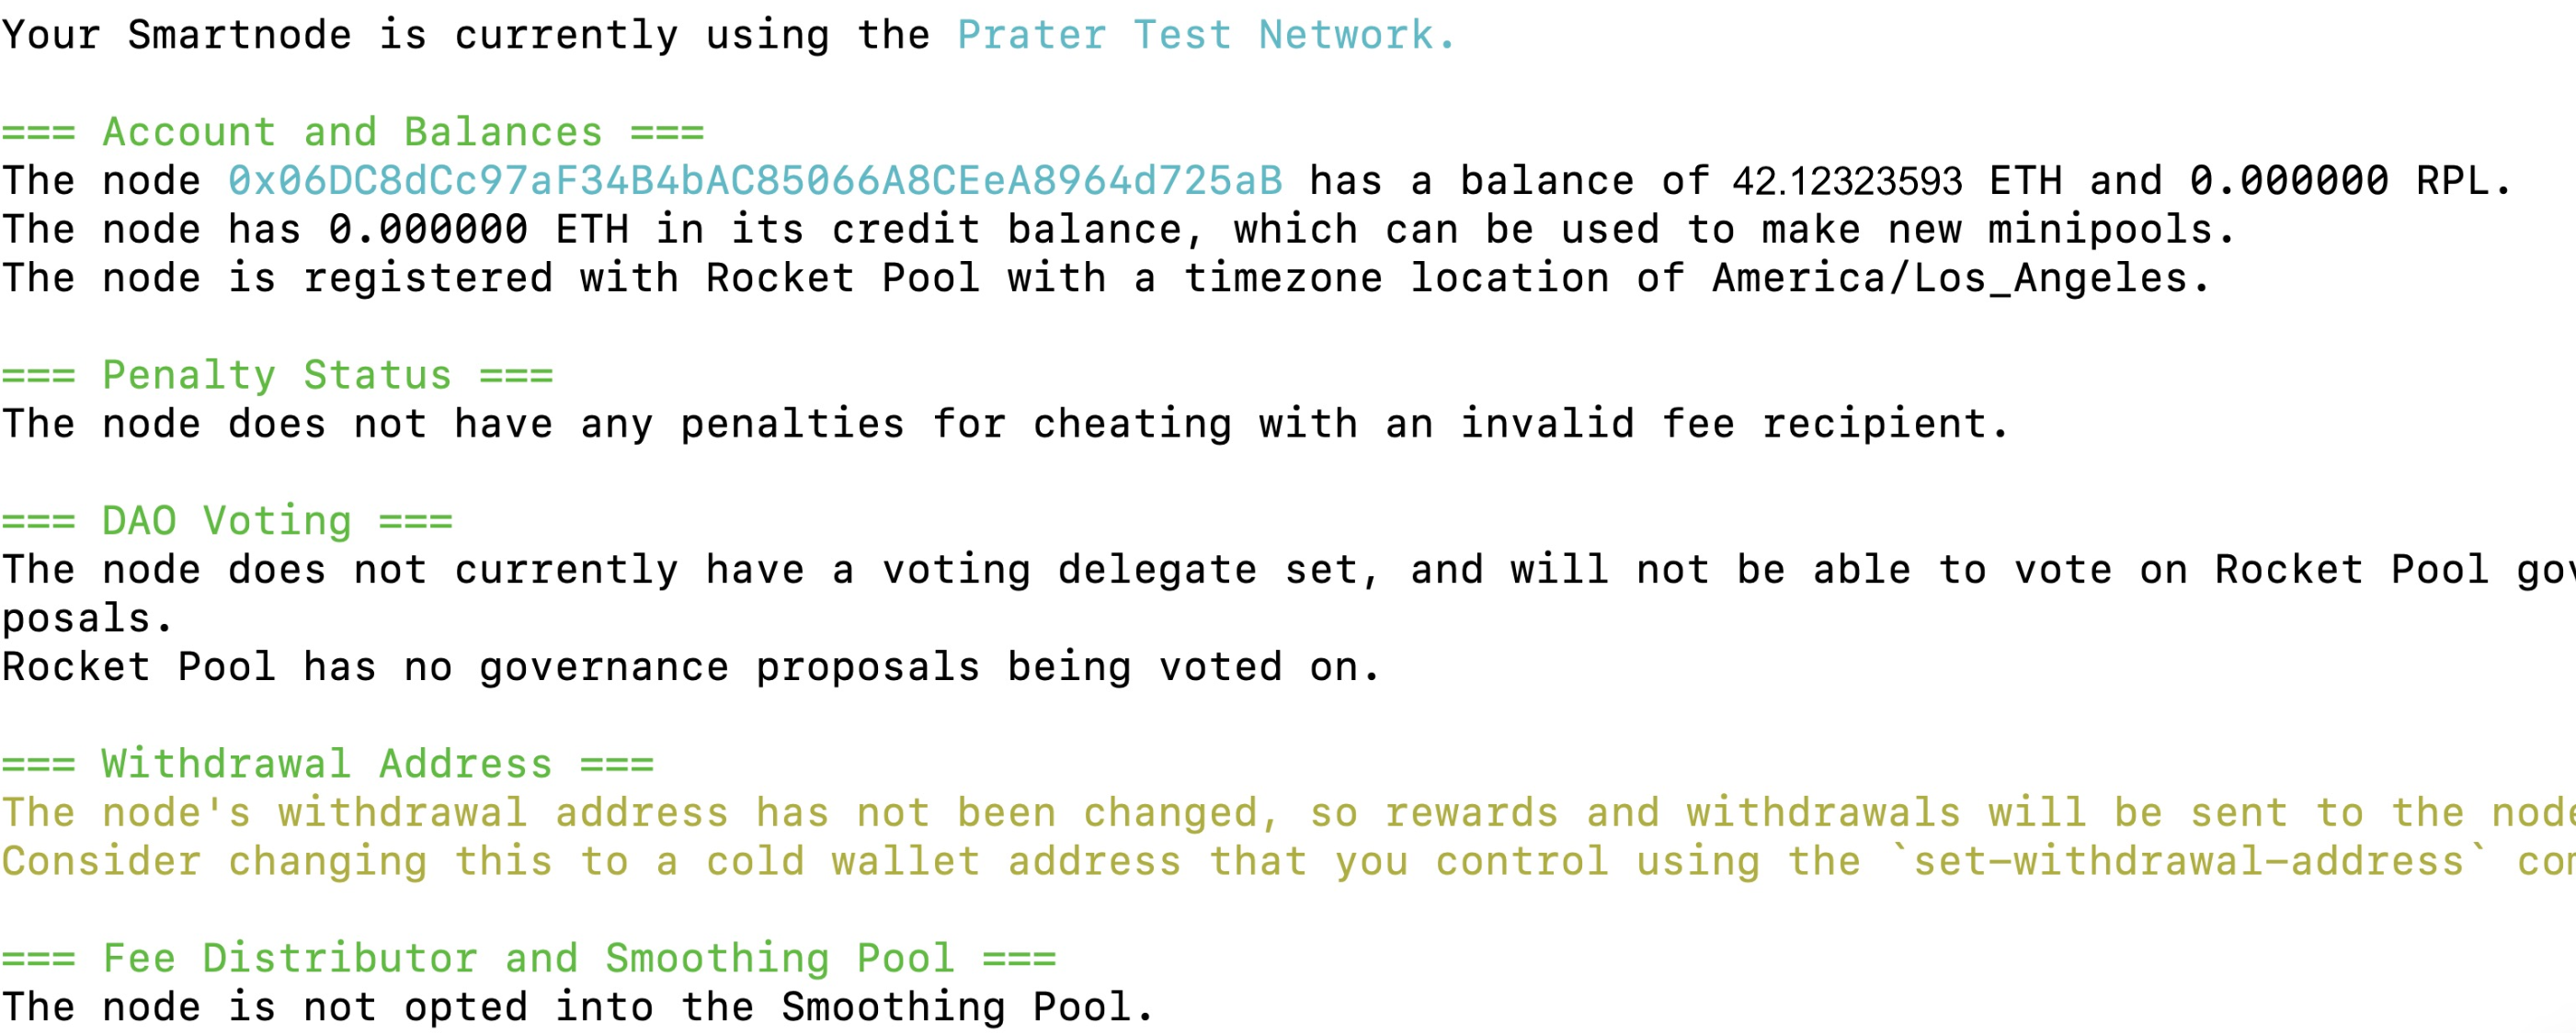 Your Smartnode is currently using the Prater Test Network.
=== Account and Balances ===
The node 0x06DC8dCc97aF34B4bAC85066A8CEeA8964d725aB has a balance of 42.12323593 ETH and 0.000000 RPL.
The node has 0.000000 ETH in its credit balance, which can be used to make new minipools.
The node is registered with Rocket Pool with a timezone location of America/Los_Angeles.
=== Penalty Status ===
The node does not have any penalties for cheating with an invalid fee recipient.
=== DAO Voting ===
The node does not currently have a voting delegate set, and will not be able to vote on Rocket Pool gov
posals.
Rocket Pool has no governance proposals being voted on.
=== Withdrawal Address ===
The node's withdrawal address has not been changed, so rewards and withdrawals will be sent to the node
Consider changing this to a cold wallet address that you control using the `set-withdrawal-address` com
=== Fee Distributor and Smoothing Pool ===
The node is not opted into the Smoothing Pool.